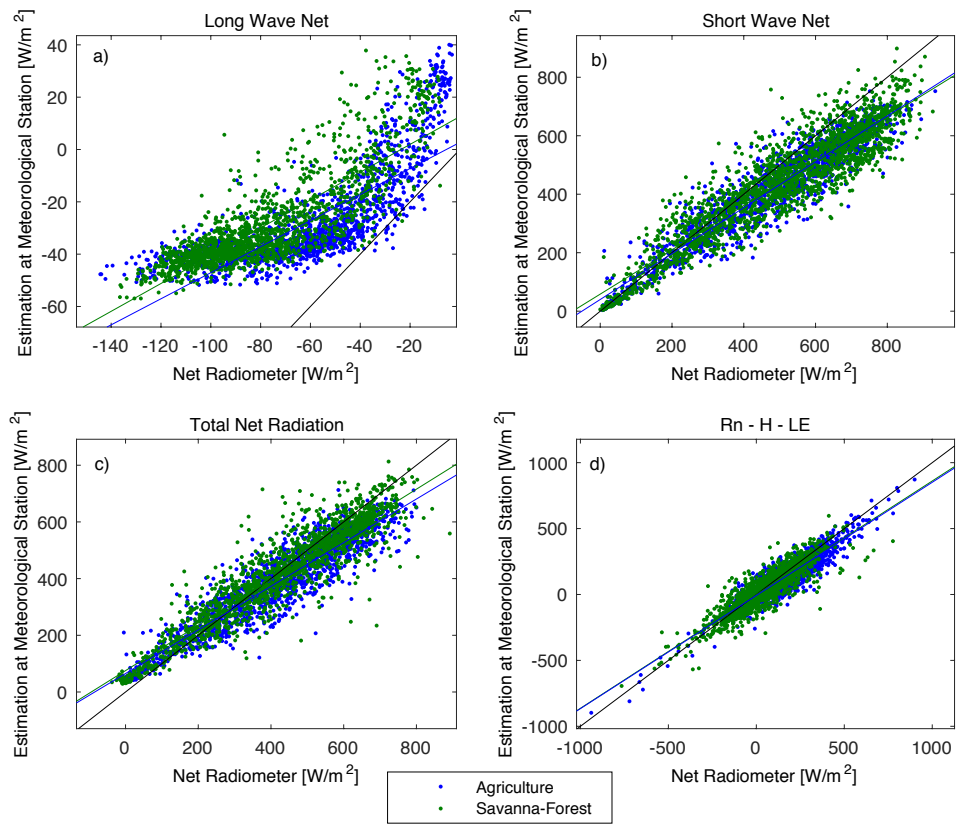 Long Wave Net
a)
Estimation at Meteorological Station [W/m²]
40
20
0
-20
-40
-60
-140 -120 -100 -80 -60 -40 -20
Net Radiometer [W/m²]
Short Wave Net
b)
Estimation at Meteorological Station [W/m²]
800
600
400
200
0
0 200 400 600 800
Net Radiometer [W/m²]
Total Net Radiation
c)
Estimation at Meteorological Station [W/m²]
800
600
400
200
0
0 200 400 600 800
Net Radiometer [W/m²]
Rn - H - LE
d)
Estimation at Meteorological Station [W/m²]
1000
500
0
-500
-1000
-1000 -500 0 500 1000
Net Radiometer [W/m²]
Agriculture
Savanna-Forest